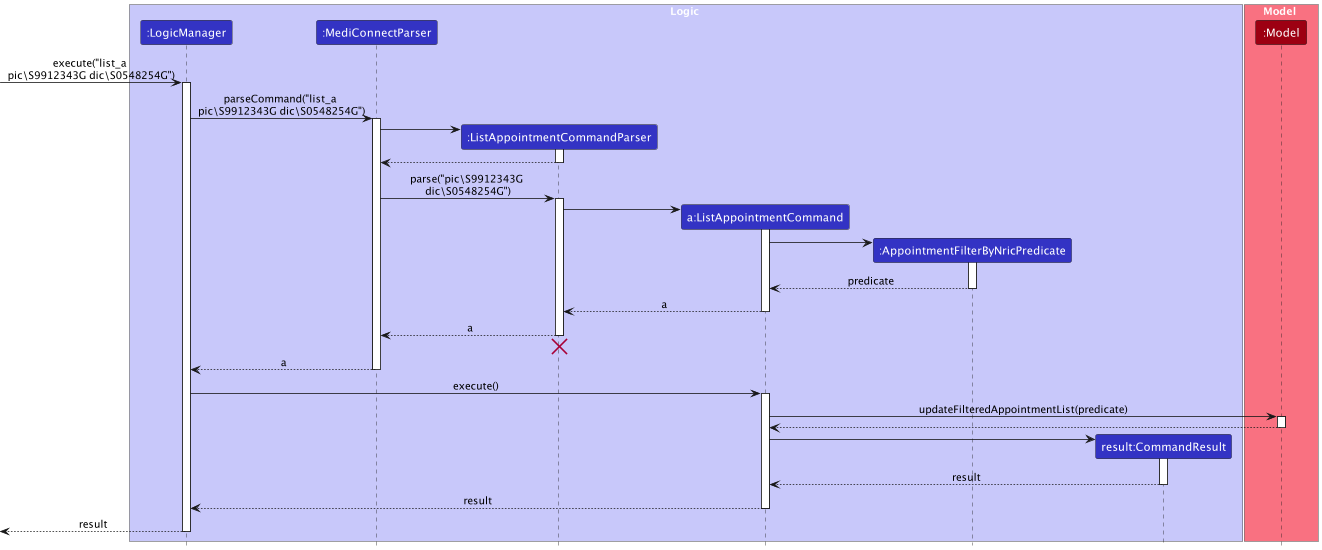 Logic
Model
:LogicManager
:MediConnectParser
:Model
execute("list_a
pic\S9912343G dic\S0548254G")
parseCommand("list_a
pic\S9912343G dic\S0548254G")
:ListAppointmentCommandParser
parse("pic\S9912343G
dic\S0548254G")
a:ListAppointmentCommand
:AppointmentFilterByNricPredicate
predicate
a
a
a
execute()
updateFilteredAppointmentList(predicate)
result:CommandResult
result
result
result